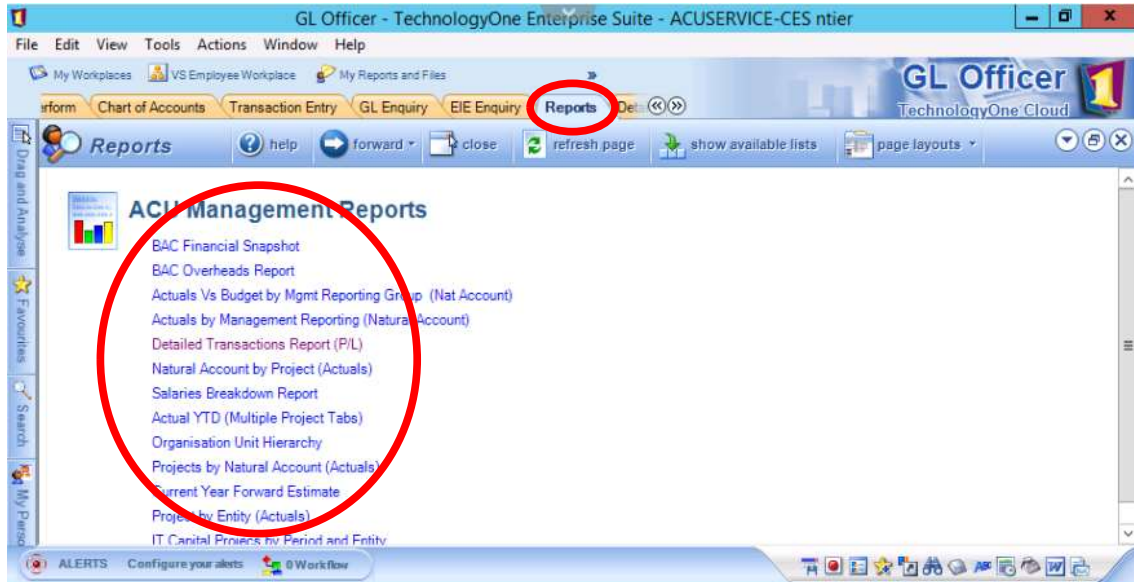 GL Officer - TechnologyOne Enterprise Suite - ACUSERVICE-CES ntier
File Edit View Tools Actions Window Help
My Workplaces VS Employee Workplace My Reports and Files »
GL Officer
TechnologyOne Cloud
erform Chart of Accounts Transaction Entry GL Enquiry EIE Enquiry Reports Det
Reports help forward close refresh page show available lists page layouts
Drag and Analyse
Favourites
Search
My Perso
ACU Management Reports
BAC Financial Snapshot
BAC Overheads Report
Actuals Vs Budget by Mgmt Reporting Group (Nat Account)
Actuals by Management Reporting (Natural Account)
Detailed Transactions Report (P/L)
Natural Account by Project (Actuals)
Salaries Breakdown Report
Actual YTD (Multiple Project Tabs)
Organisation Unit Hierarchy
Projects by Natural Account (Actuals)
Current Year Forward Estimate
Project by Entity (Actuals)
IT Capital Projecs by Period and Entity
ALERTS Configure your alerts 0 Workflow